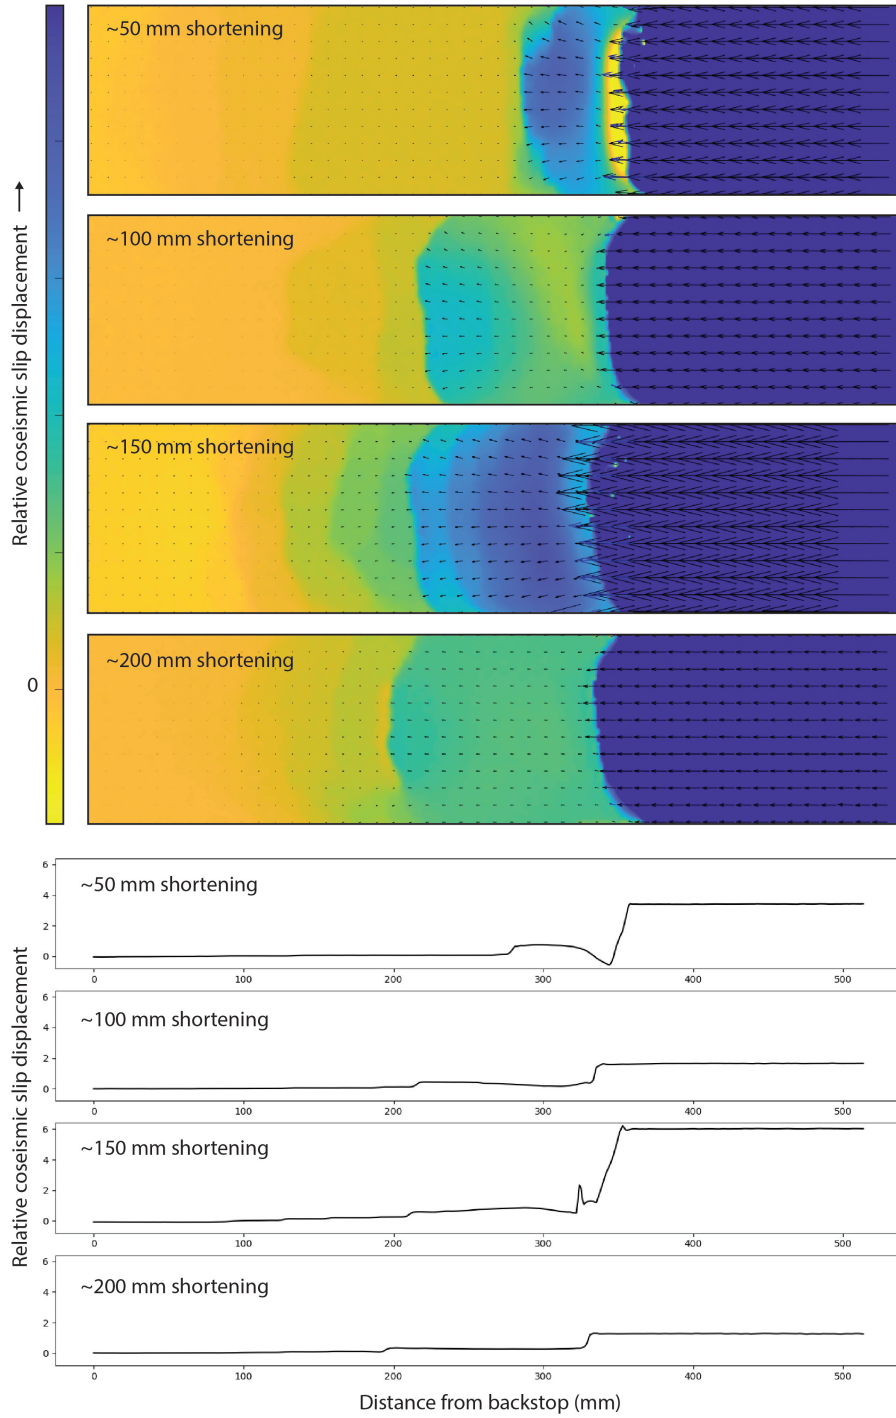 ~50 mm shortening
~100 mm shortening
~150 mm shortening
~200 mm shortening
Relative coseismic slip displacement
0
~50 mm shortening
6
4
2
0
0 100 200 300 400 500
~100 mm shortening
6
4
2
0
0 100 200 300 400 500
~150 mm shortening
6
4
2
0
0 100 200 300 400 500
~200 mm shortening
6
4
2
0
0 100 200 300 400 500
Relative coseismic slip displacement
Distance from backstop (mm)